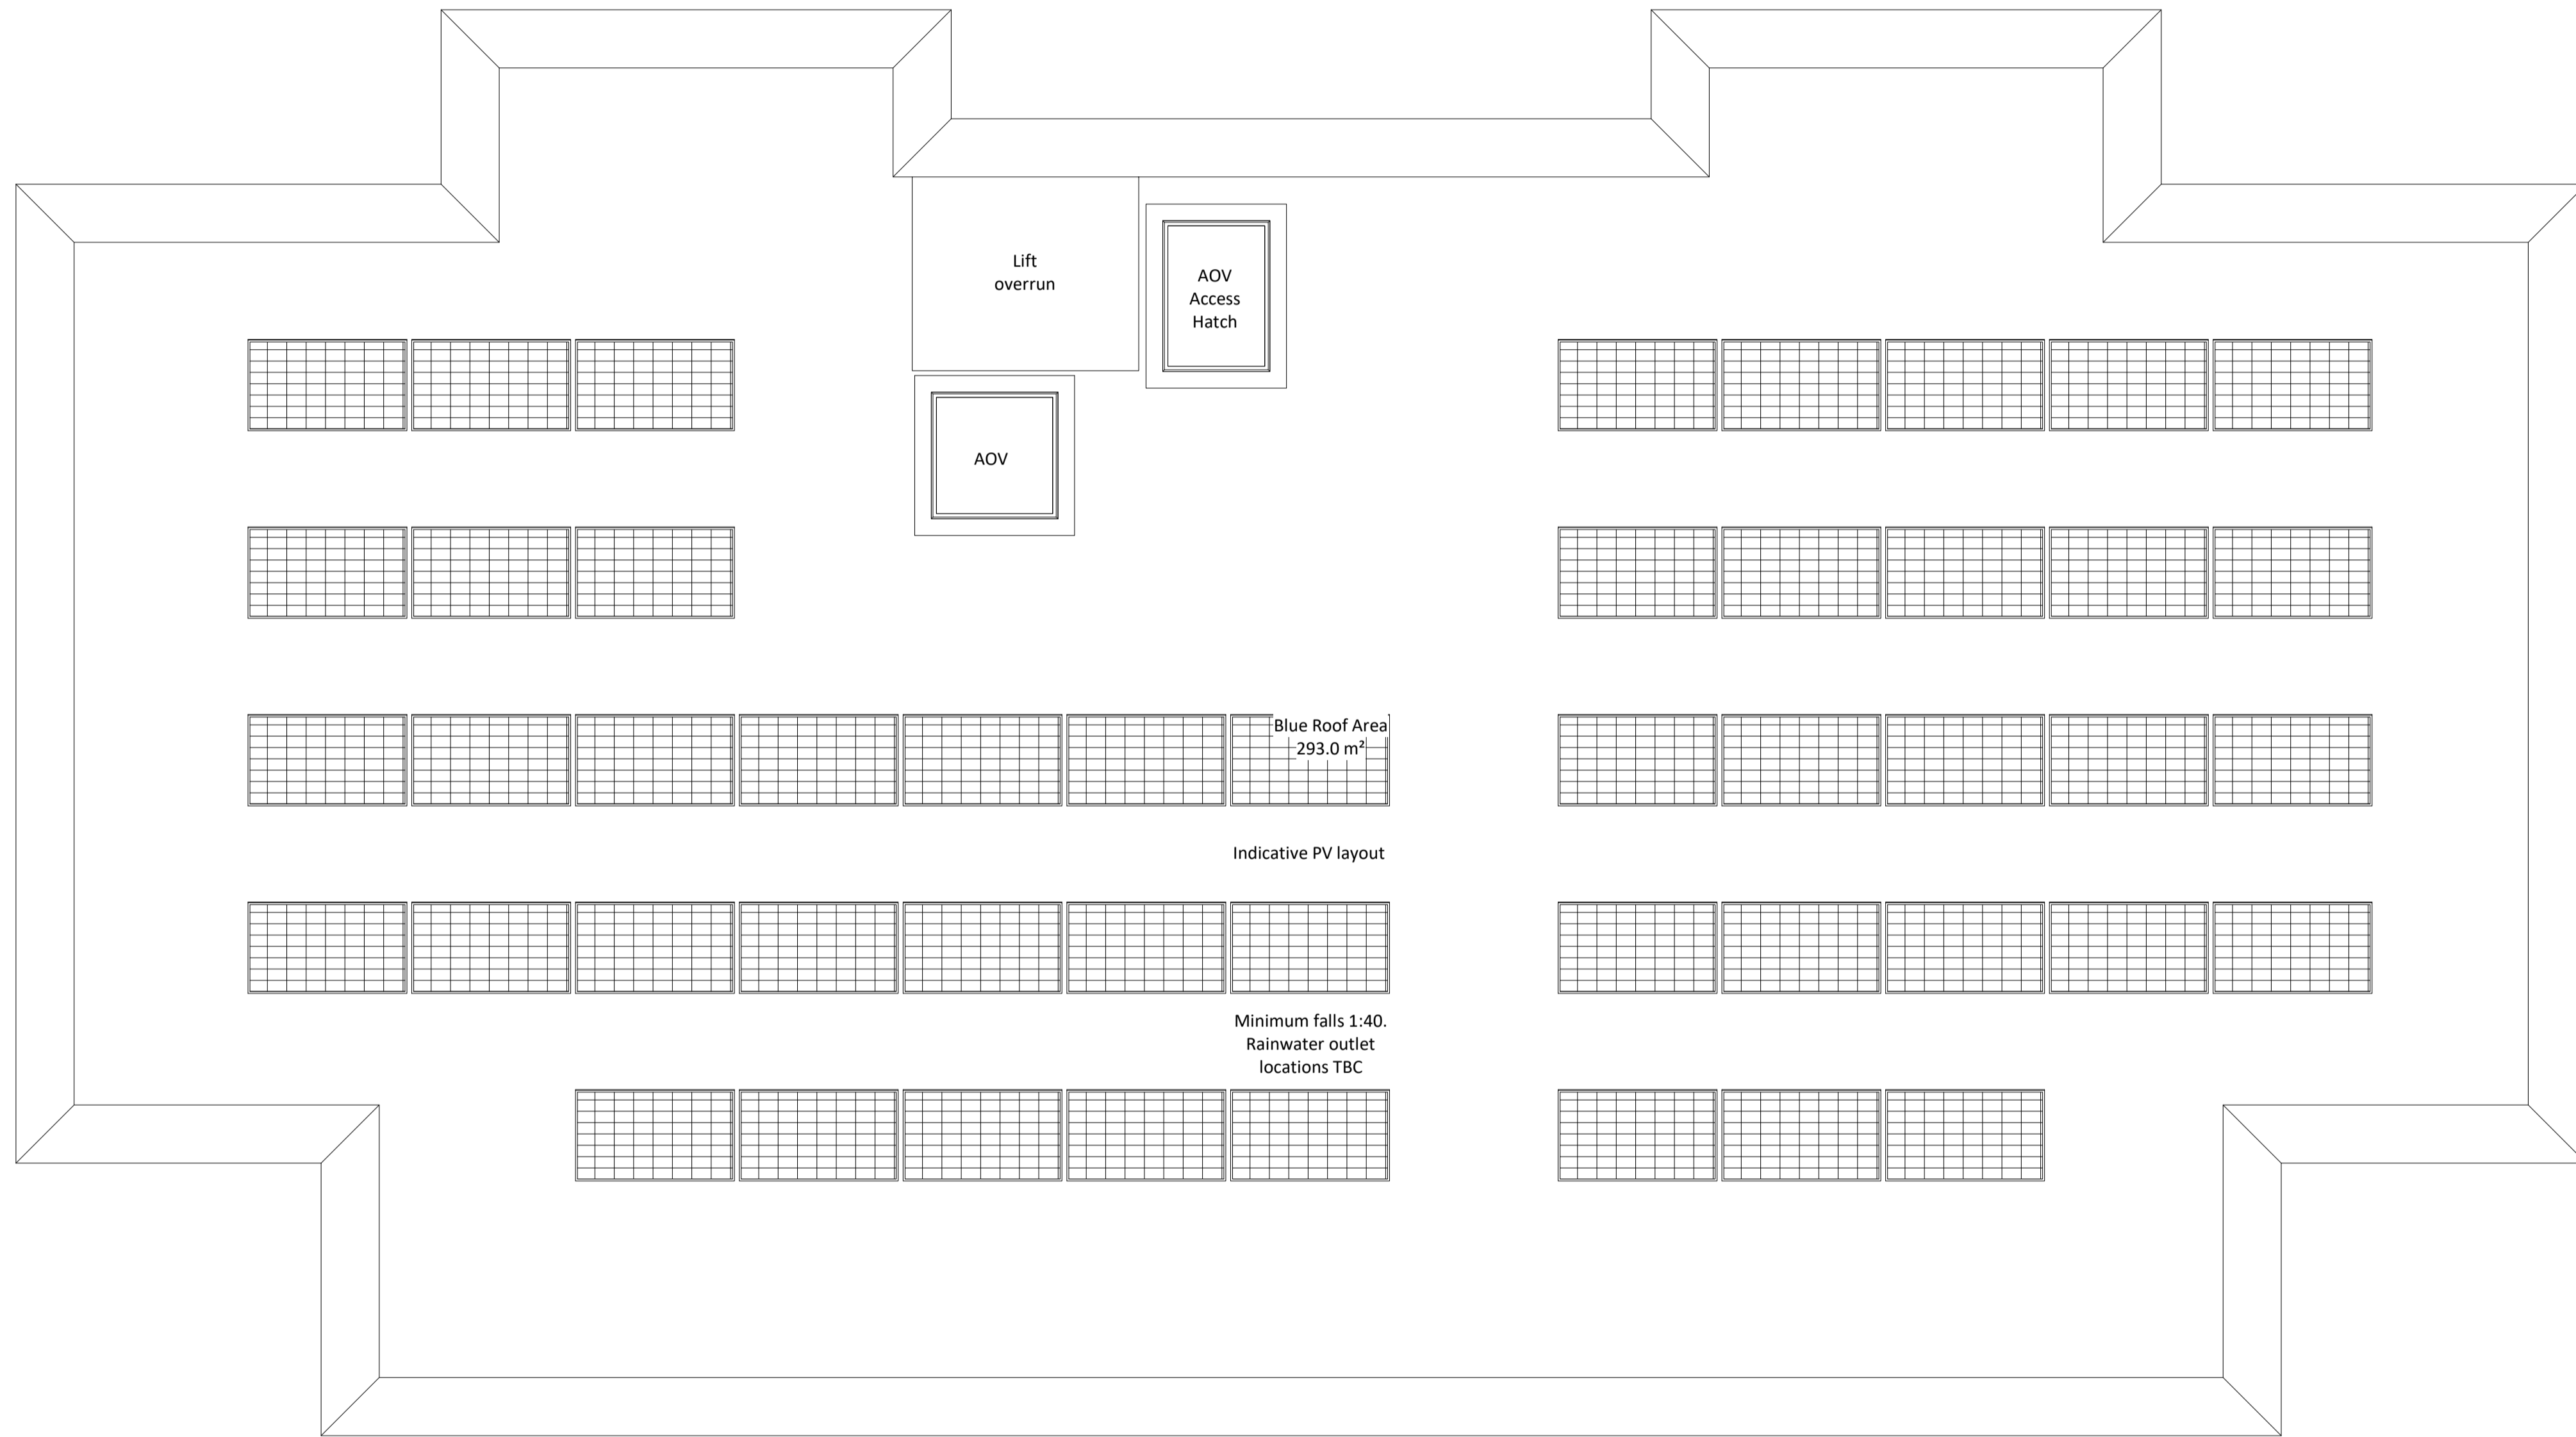 Lift
overrun
AOV
Access
Hatch
AOV
Blue Roof Area
293.0 m²
Indicative PV layout
Minimum falls 1:40.
Rainwater outlet
locations TBC